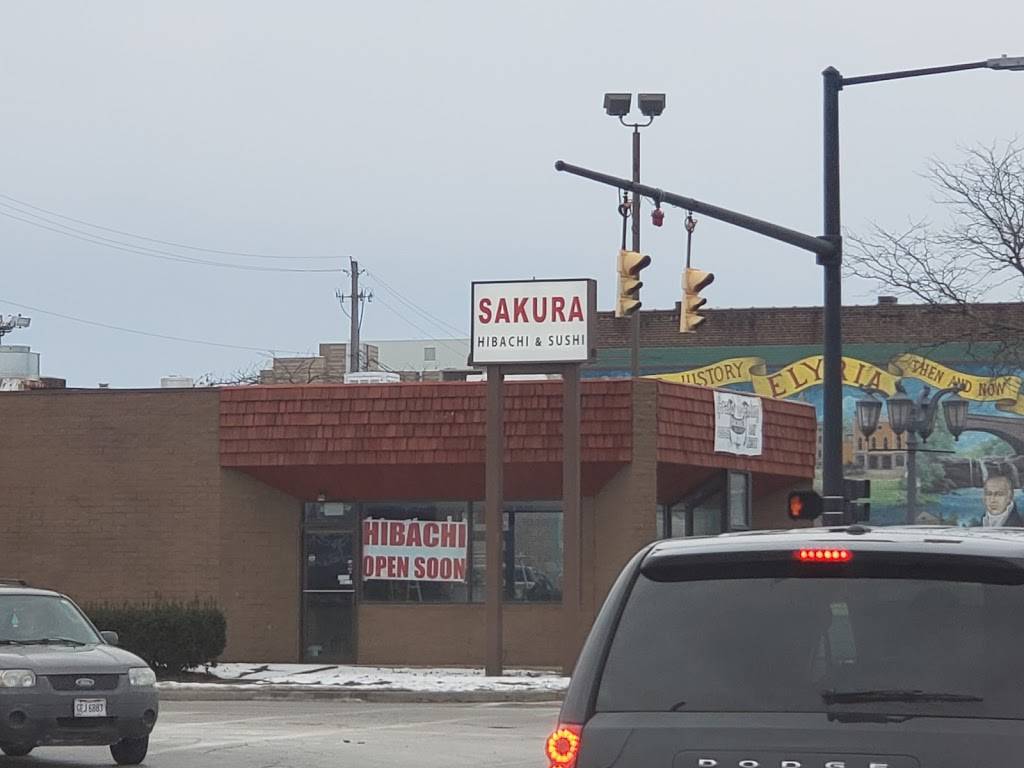 SAKURA
HIBACHI & SUSHI
HISTORY ELYRIA THEN AND NOW
HIBACHI
OPEN SOON
DODGE